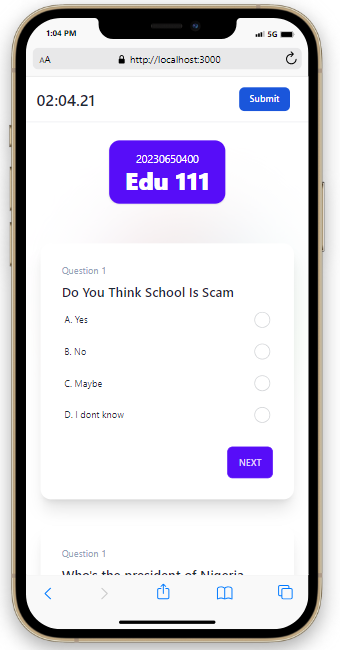 1:04 PM
5G
AA
http://localhost:3000
02:04.21
Submit
20230650400
Edu 111
Question 1
Do You Think School Is Scam
A. Yes
B. No
C. Maybe
D. I dont know
NEXT
Question 1
Who's the president of Nigeria